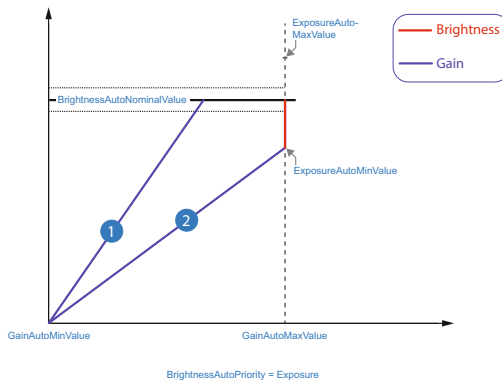 ExposureAuto-
MaxValue
Brightness
Gain
BrightnessAutoNominalValue
ExposureAutoMinValue
1
2
GainAutoMinValue
GainAutoMaxValue
BrightnessAutoPriority = Exposure